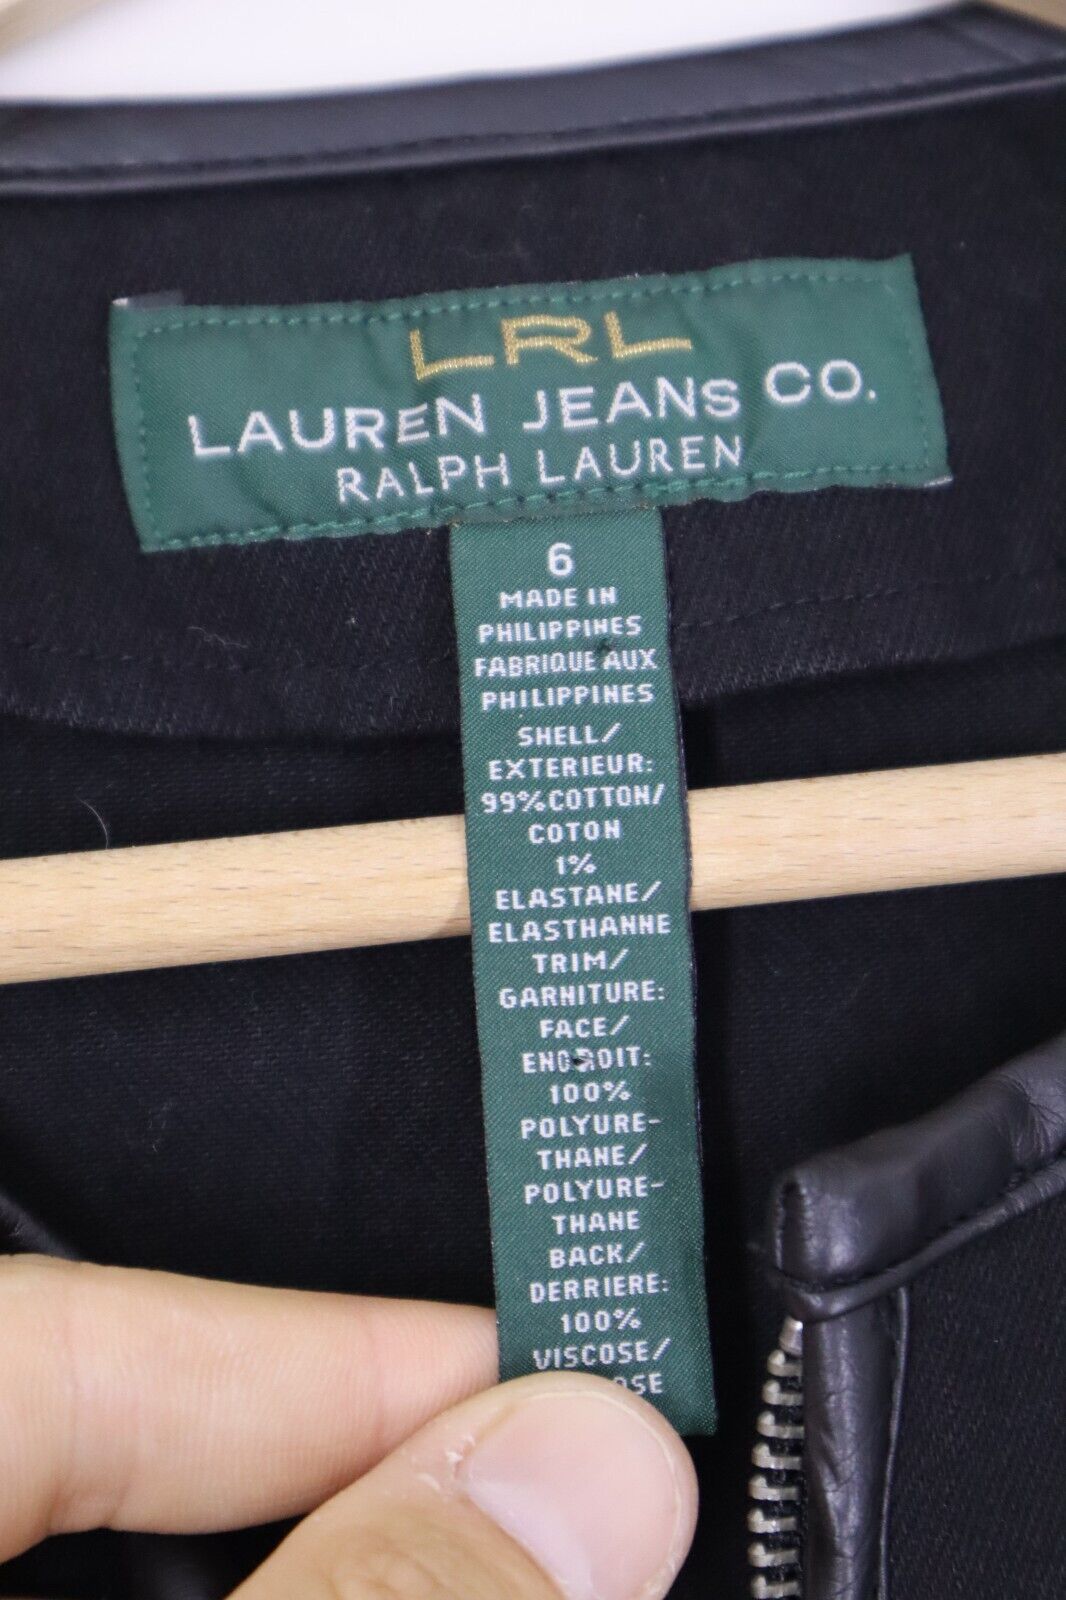 LRL
LAUREN JEANS CO.
RALPH LAUREN
6
MADE IN
PHILIPPINES
FABRIQUE AUX
PHILIPPINES
SHELL/
EXTERIEUR:
99%COTTON/
COTON
1%
ELASTANE/
ELASTHANNE
TRIM/
GARNITURE:
FACE/
ENDROIT:
100%
POLYURE-
THANE/
POLYURE-
THANE
BACK/
DERRIERE:
100%
VISCOSE/